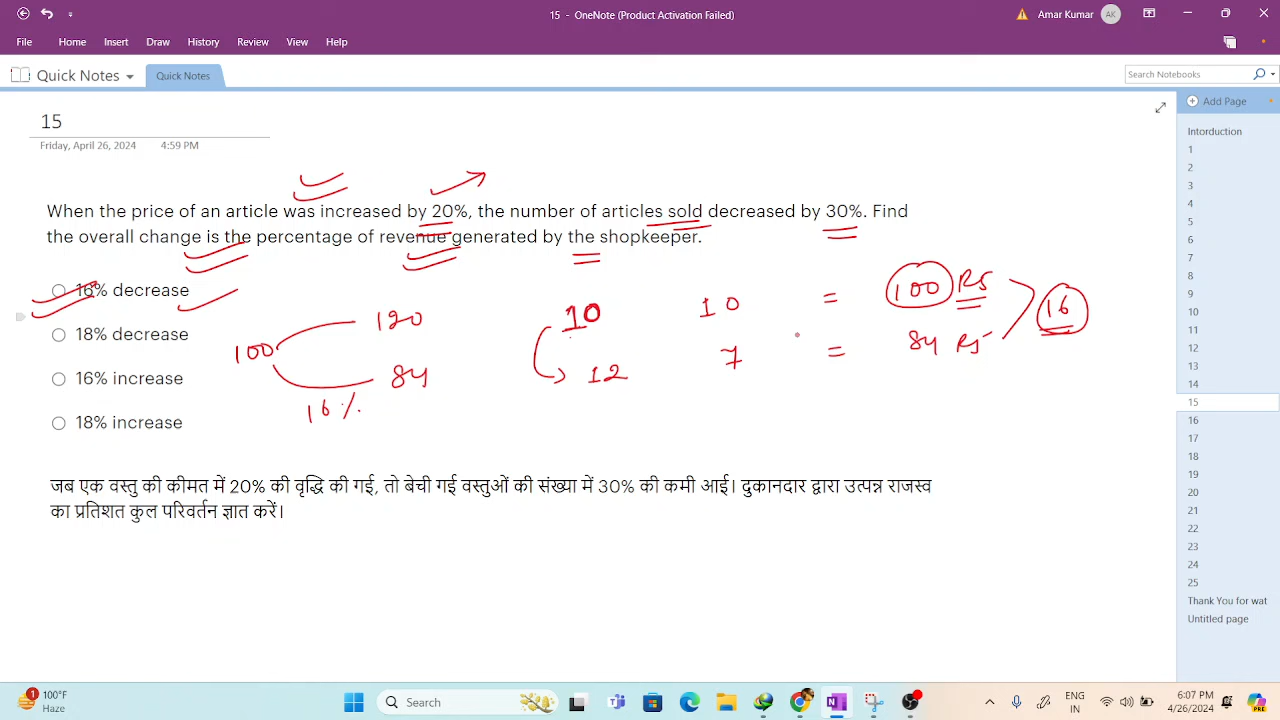 15 - OneNote (Product Activation Failed)
Amar Kumar AK
File Home Insert Draw History Review View Help
Quick Notes Quick Notes Search Notebooks
15
Friday, April 26, 2024 4:59 PM
When the price of an article was increased by 20%, the number of articles sold decreased by 30%. Find
the overall change is the percentage of revenue generated by the shopkeeper.
16% decrease
18% decrease
16% increase
18% increase
100 120
84
16%
10 10 = 100 Rs
12 7 = 84 Rs
16
जब एक वस्तु की कीमत में 20% की वृद्धि की गई, तो बेची गई वस्तुओं की संख्या में 30% की कमी आई। दुकानदार द्वारा उत्पन्न राजस्व
का प्रतिशत कुल परिवर्तन ज्ञात करें।
Add Page
Intorduction
1
2
3
4
5
6
7
8
9
10
11
12
13
14
15
16
17
18
19
20
21
22
23
24
25
Thank You for wat
Untitled page
1 100°F
Haze
Search
ENG
IN
6:07 PM
4/26/2024